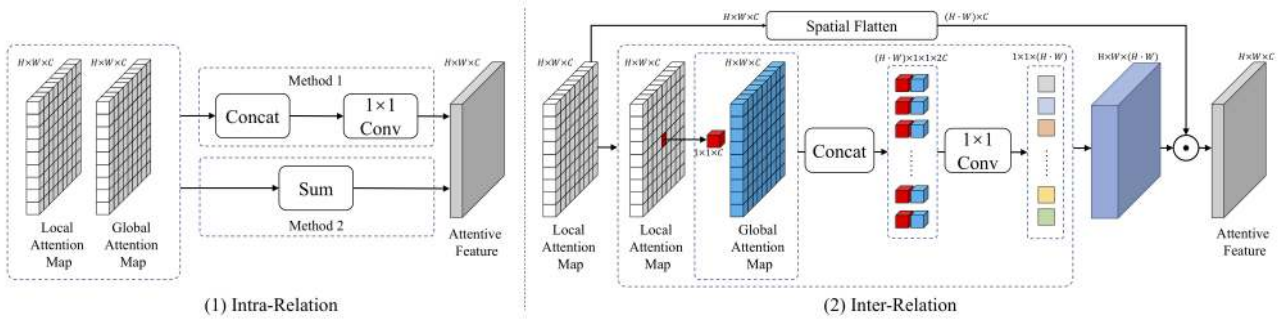 H×W×C
H×W×C
Method 1
Concat
1×1
Conv
H×W×C
Sum
Method 2
Local
Attention
Map
Global
Attention
Map
Attentive
Feature
(1) Intra-Relation
H×W×C
Spatial Flatten
(H·W)×C
H×W×C
H×W×C
H×W×C
1×1×C
Concat
(H·W)×1×1×2C
1×1
Conv
1×1×(H·W)
H×W×(H·W)
H×W×C
Local
Attention
Map
Local
Attention
Map
Global
Attention
Map
Attentive
Feature
(2) Inter-Relation